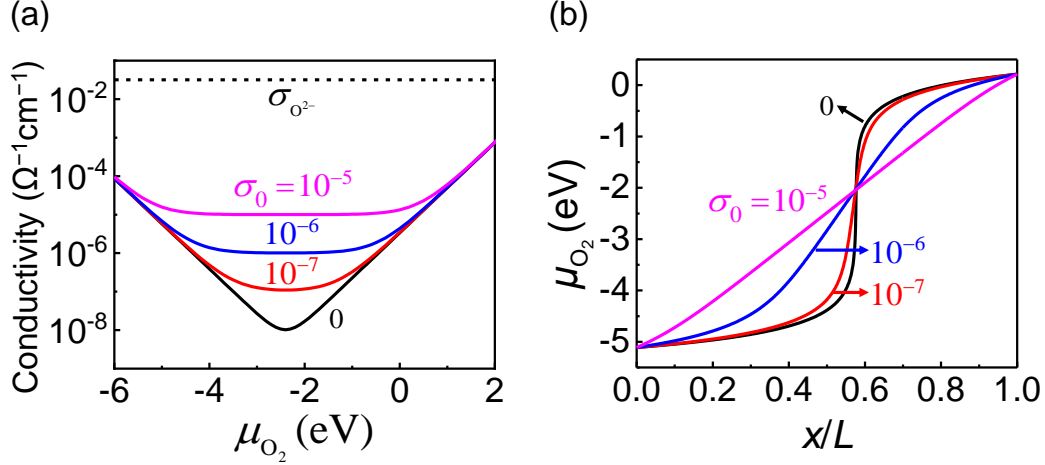 (a)
Conductivity (Ω⁻¹cm⁻¹)
10⁻²
10⁻⁴
10⁻⁶
10⁻⁸
σ_O²⁻
σ₀ = 10⁻⁵
10⁻⁶
10⁻⁷
0
-6 -4 -2 0 2
μ_O₂ (eV)
(b)
μ_O₂ (eV)
0
-1
-2
-3
-4
-5
0
σ₀ = 10⁻⁵
10⁻⁶
10⁻⁷
0.0 0.2 0.4 0.6 0.8 1.0
x/L